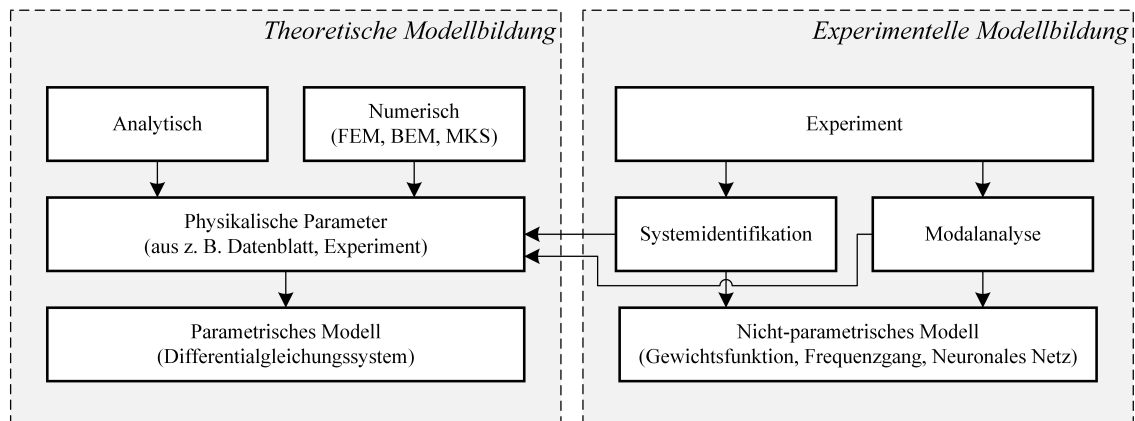 Theoretische Modellbildung
Analytisch
Numerisch
(FEM, BEM, MKS)
Physikalische Parameter
(aus z. B. Datenblatt, Experiment)
Parametrisches Modell
(Differentialgleichungssystem)
Experimentelle Modellbildung
Experiment
Systemidentifikation
Modalanalyse
Nicht-parametrisches Modell
(Gewichtsfunktion, Frequenzgang, Neuronales Netz)